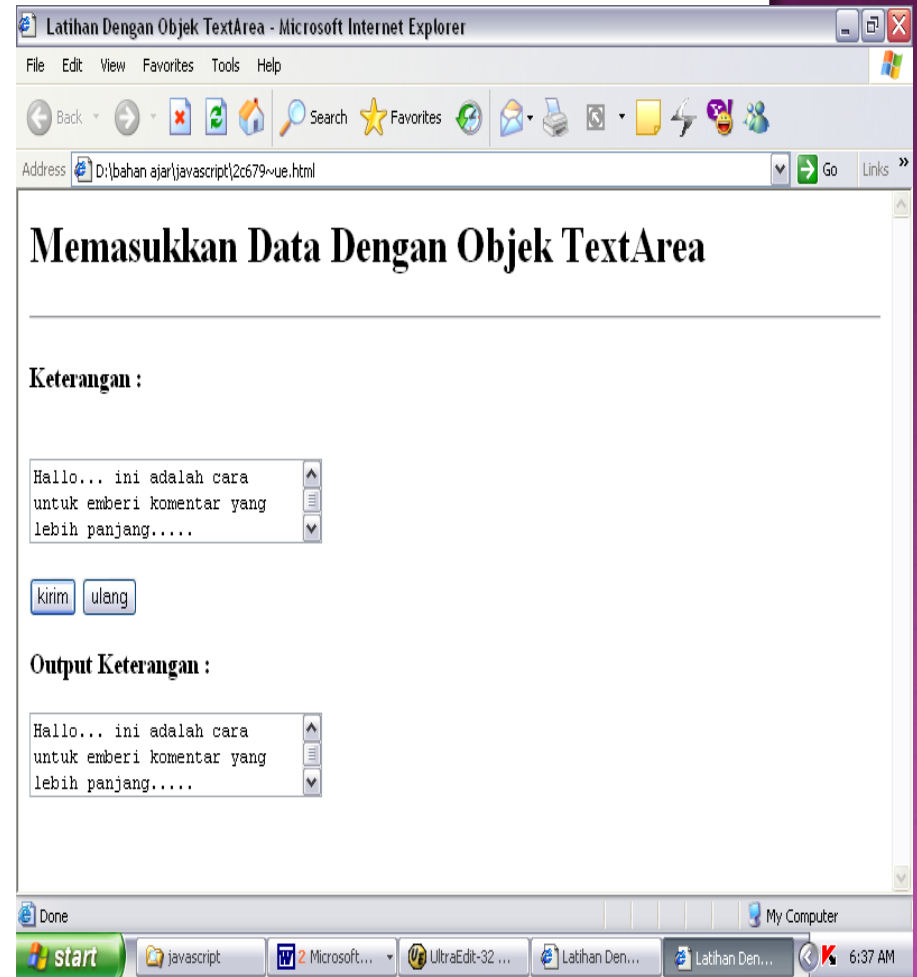 Latihan Dengan Objek TextArea - Microsoft Internet Explorer
File Edit View Favorites Tools Help
Back Search Favorites
Address D:\bahan ajar\javascript\2c679~ue.html Go Links »
Memasukkan Data Dengan Objek TextArea
Keterangan :
Hallo... ini adalah cara
untuk emberi komentar yang
lebih panjang.....
kirim ulang
Output Keterangan :
Hallo... ini adalah cara
untuk emberi komentar yang
lebih panjang.....
Done My Computer
start javascript 2 Microsoft... UltraEdit-32 ... Latihan Den... Latihan Den... 6:37 AM